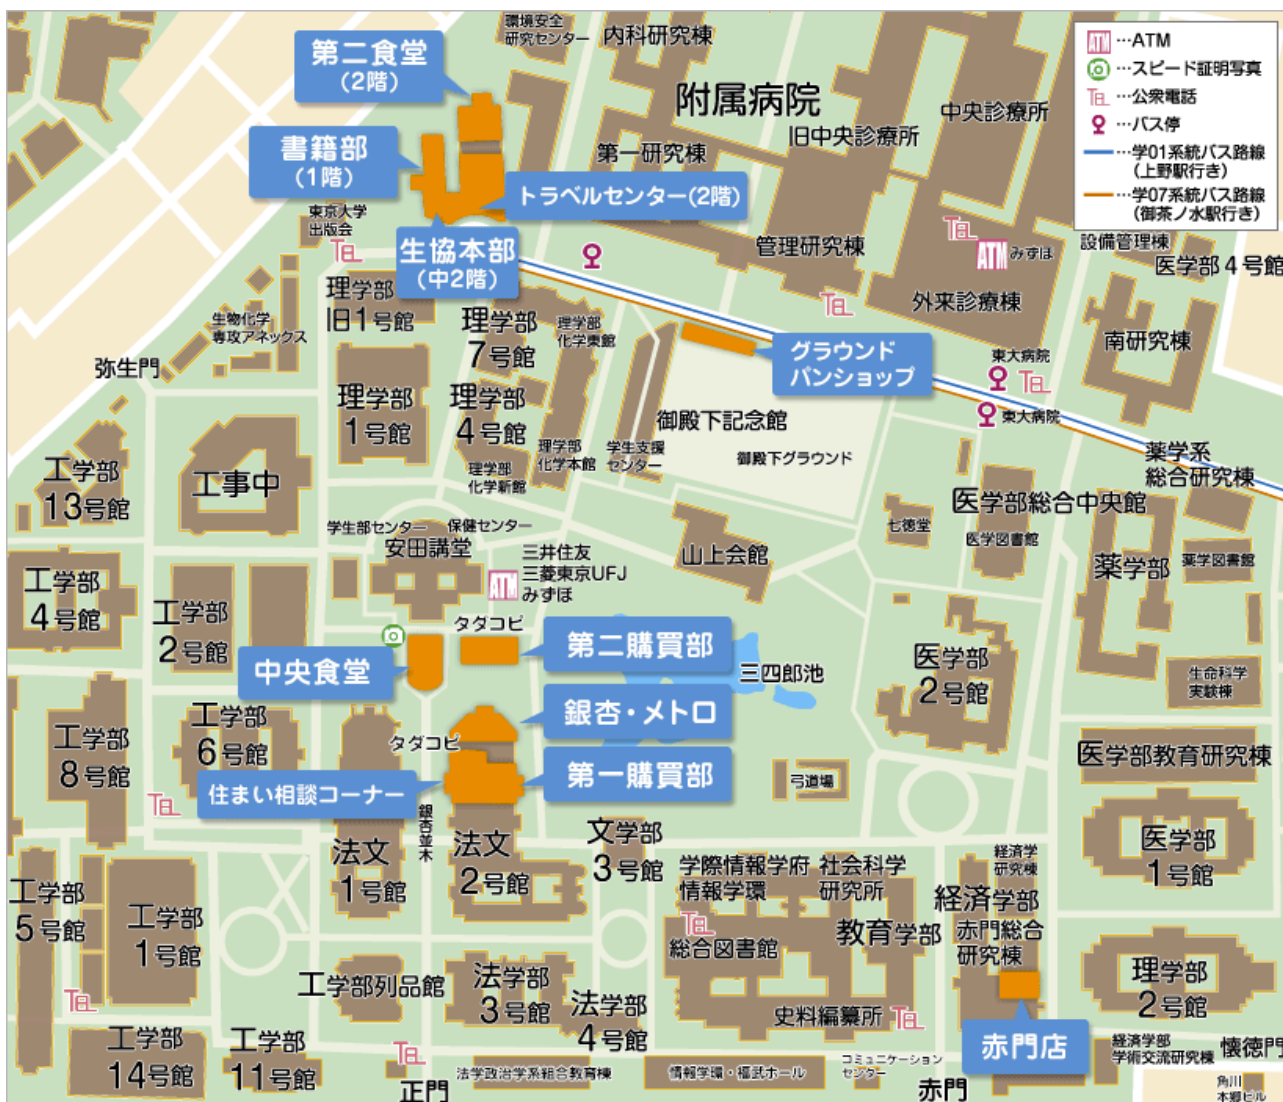 環境安全
研究センター
内科研究棟
附属病院
旧中央診療所
中央診療所
第一研究棟
管理研究棟
外来診療棟
みずほ
設備管理棟
医学部4号館
南研究棟
ATM
…ATM
…スピード証明写真
TEL
…公衆電話
…バス停
…学01系統バス路線
(上野駅行き)
…学07系統バス路線
(御茶ノ水駅行き)
第二食堂
(2階)
書籍部
(1階)
トラベルセンター(2階)
生協本部
(中2階)
東京大学
出版会
TEL
TEL
ATM
TEL
理学部
旧1号館
理学部
7号館
理学部
化学東館
生物化学
専攻アネックス
弥生門
理学部
1号館
理学部
4号館
理学部
化学本館
理学部
化学新館
学生支援
センター
グラウンド
パンショップ
御殿下記念館
御殿下グラウンド
東大病院
TEL
東大病院
薬学系
総合研究棟
工学部
13号館
工事中
学生部センター
保健センター
安田講堂
ATM
三井住友
三菱東京UFJ
みずほ
山上会館
七徳堂
医学部総合中央館
医学図書館
薬学部
薬学図書館
工学部
4号館
工学部
2号館
タダコピ
中央食堂
第二購買部
三四郎池
医学部
2号館
生命科学
実験棟
工学部
8号館
工学部
6号館
タダコピ
銀杏・メトロ
第一購買部
住まい相談コーナー
弓道場
医学部教育研究棟
TEL
銀杏並木
法文
1号館
法文
2号館
文学部
3号館
学際情報学府
情報学環
社会科学
研究所
経済学
研究棟
経済学部
医学部
1号館
工学部
5号館
工学部
1号館
TEL
総合図書館
教育学部
赤門総合
研究棟
理学部
2号館
TEL
工学部列品館
法学部
3号館
法学部
4号館
史料編纂所
TEL
赤門店
工学部
14号館
工学部
11号館
TEL
正門
法学政治学系総合教育棟
情報学環・福武ホール
コミュニケーション
センター
赤門
経済学部
学術交流研究棟
懐徳門
角川
本郷ビル